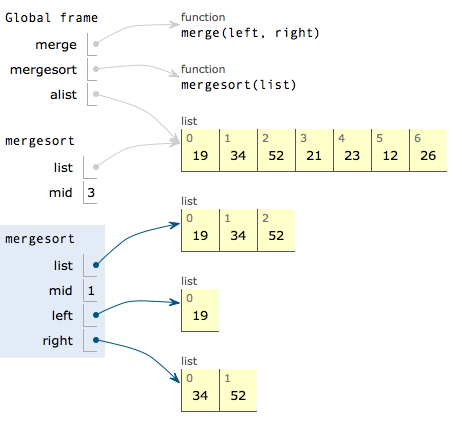 Global frame
merge
mergesort
alist
function
merge(left, right)
function
mergesort(list)
list
0 1 2 3 4 5 6
19 34 52 21 23 12 26
mergesort
list
mid 3
list
0 1 2
19 34 52
mergesort
list
mid 1
left
right
list
0
19
list
0 1
34 52